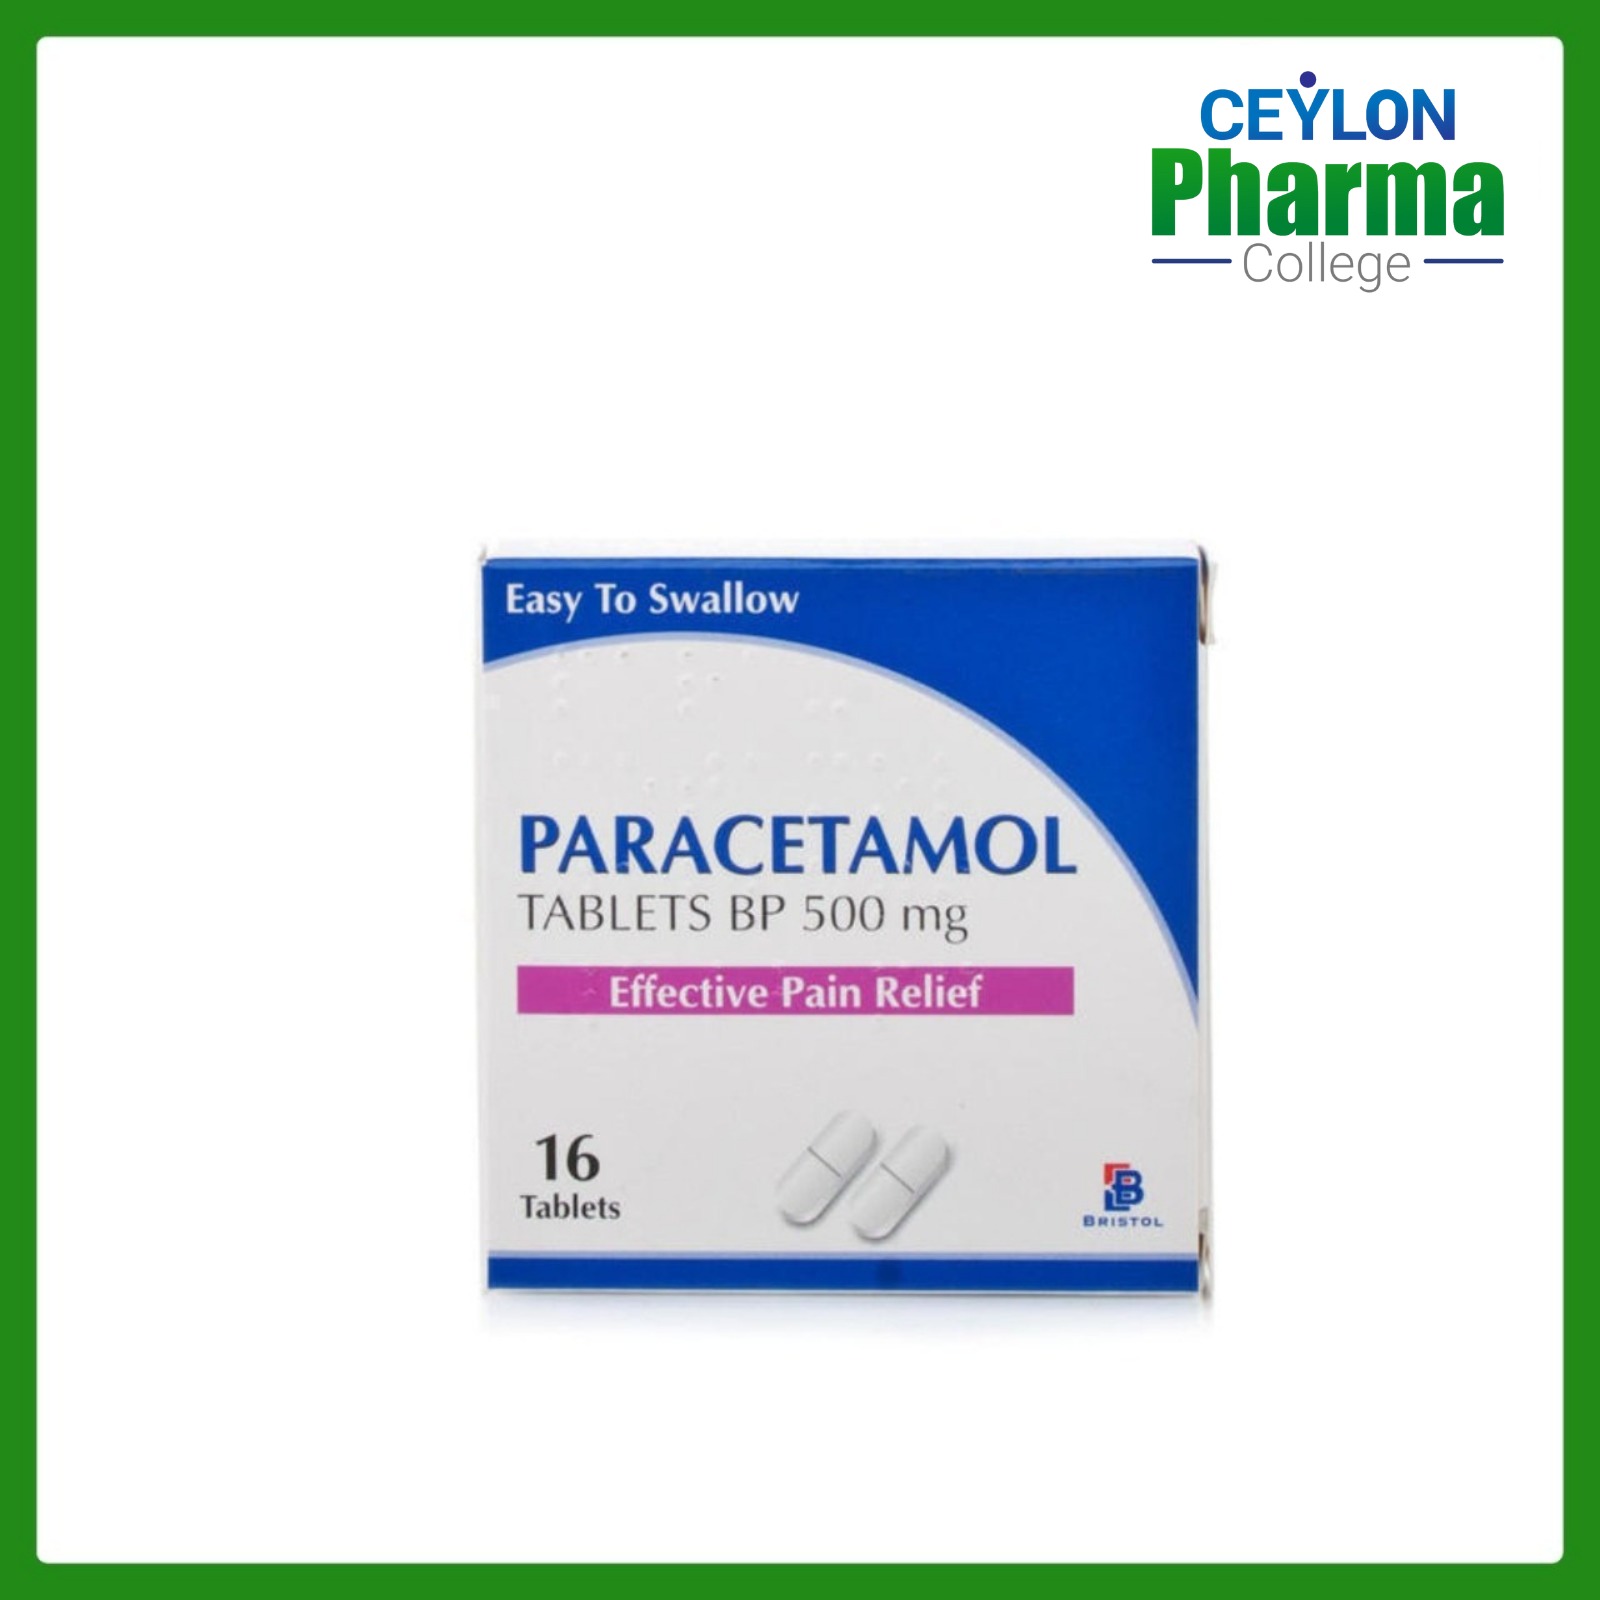 CEYLON
Pharma
College
Easy To Swallow
PARACETAMOL
TABLETS BP 500 mg
Effective Pain Relief
16
Tablets
BRISTOL